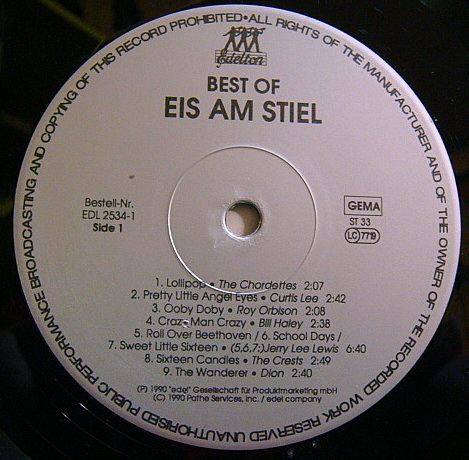 UNAUTHORISED PUBLIC PERFORMANCE BROADCASTING AND COPYING OF THIS RECORD PROHIBITED•ALL RIGHTS OF THE MANUFACTURER AND OF THE OWNER OF THE RECORDED WORK RESERVED
Edelton
BEST OF
EIS AM STIEL
Bestell-Nr.
EDL 2534-1
Side 1
GEMA
ST 33
LC 7719
1. Lollipop • The Chordettes 2:07
2. Pretty Little Angel Eyes • Curtis Lee 2:42
3. Ooby Doby • Roy Orbison 2:08
4. Crazy Man Crazy • Bill Haley 2:38
5. Roll Over Beethoven / 6. School Days /
7. Sweet Little Sixteen • (5,6,7:)Jerry Lee Lewis 6:40
8. Sixteen Candles • The Crests 2:49
9. The Wanderer • Dion 2:40
(P) 1990 "edel" Gesellschaft für Produktmarketing mbH
(C) 1990 Pathe Services, Inc. / edel company